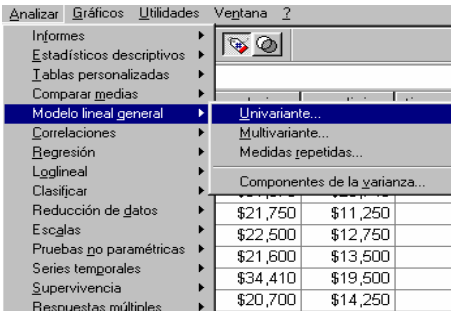 Analizar Gráficos Utilidades Ventana ?
Informes
Estadísticos descriptivos
Tablas personalizadas
Comparar medias
Modelo lineal general
Correlaciones
Regresión
Loglineal
Clasificar
Reducción de datos
Escalas
Pruebas no paramétricas
Series temporales
Supervivencia
Respuestas múltiples
Univariante...
Multivariante...
Medidas repetidas...
Componentes de la varianza...
$21,750 $11,250
$22,500 $12,750
$21,600 $13,500
$34,410 $19,500
$20,700 $14,250